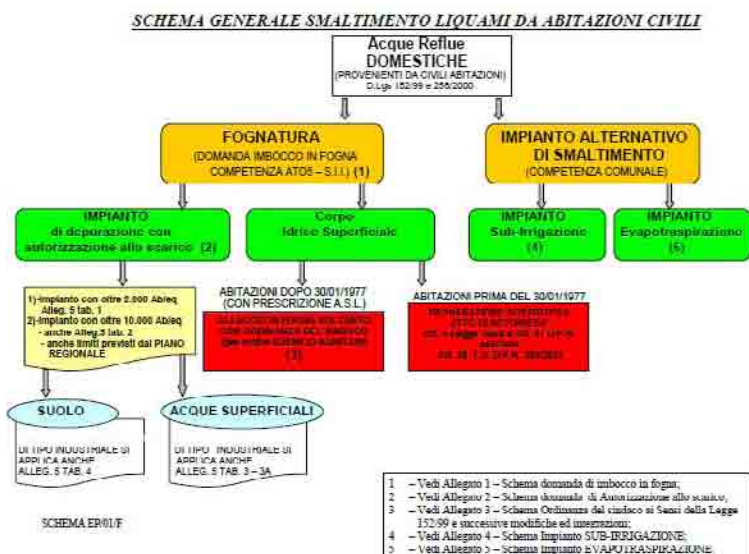 SCHEMA GENERALE SMALTIMENTO LIQUAMI DA ABITAZIONI CIVILI
Acque Reflue
DOMESTICHE
(PROVENIENTI DA CIVILI ABITAZIONI)
D.Lgs 152/99 e 258/2000
FOGNATURA
(DOMANDA IMBOCCO IN FOGNA
COMPETENZA ATO5 – S.I.I.) (1)
IMPIANTO ALTERNATIVO
DI SMALTIMENTO
(COMPETENZA COMUNALE)
IMPIANTO
di depurazione con
autorizzazione allo scarico (2)
Corpo
Idrico Superficiale
IMPIANTO
Sub-Irrigazione
(4)
IMPIANTO
Evapotraspirazione
(5)
1)-Impianto con oltre 2.000 Ab/eq
Alleg. 5 tab. 1
2)-Impianto con oltre 10.000 Ab/eq
- anche Alleg.5 tab. 2
- anche limiti previsti dal PIANO
REGIONALE
ABITAZIONI DOPO 30/01/1977
(CON PRESCRIZIONE A.S.L.)
(3)
ABITAZIONI PRIMA DEL 30/01/1977
SUOLO
DI TIPO INDUSTRIALE SI
APPLICA ANCHE
ALLEG. 5 TAB. 4
ACQUE SUPERFICIALI
DI TIPO INDUSTRIALE SI
APPLICA ANCHE
ALLEG. 5 TAB. 3 – 3A
SCHEMA EP/01/F
1 – Vedi Allegato 1 – Schema domanda di imbocco in fogna;
2 – Vedi Allegato 2 – Schema domanda di Autorizzazione allo scarico;
3 – Vedi Allegato 3 – Schema Ordinanza del sindaco ai Sensi della Legge
152/99 e successive modifiche ed integrazioni;
4 – Vedi Allegato 4 – Schema Impianto SUB-IRRIGAZIONE;
5 – Vedi Allegato 5 – Schema Impianto EVAPOTRASPIRAZIONE.